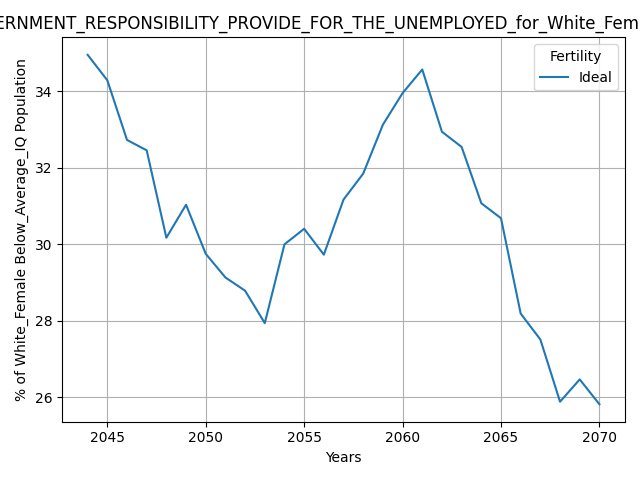 ERNMENT_RESPONSIBILITY_PROVIDE_FOR_THE_UNEMPLOYED_for_White_Fem
Fertility
Ideal
% of White_Female Below_Average_IQ Population
34
32
30
28
26
2045 2050 2055 2060 2065 2070
Years